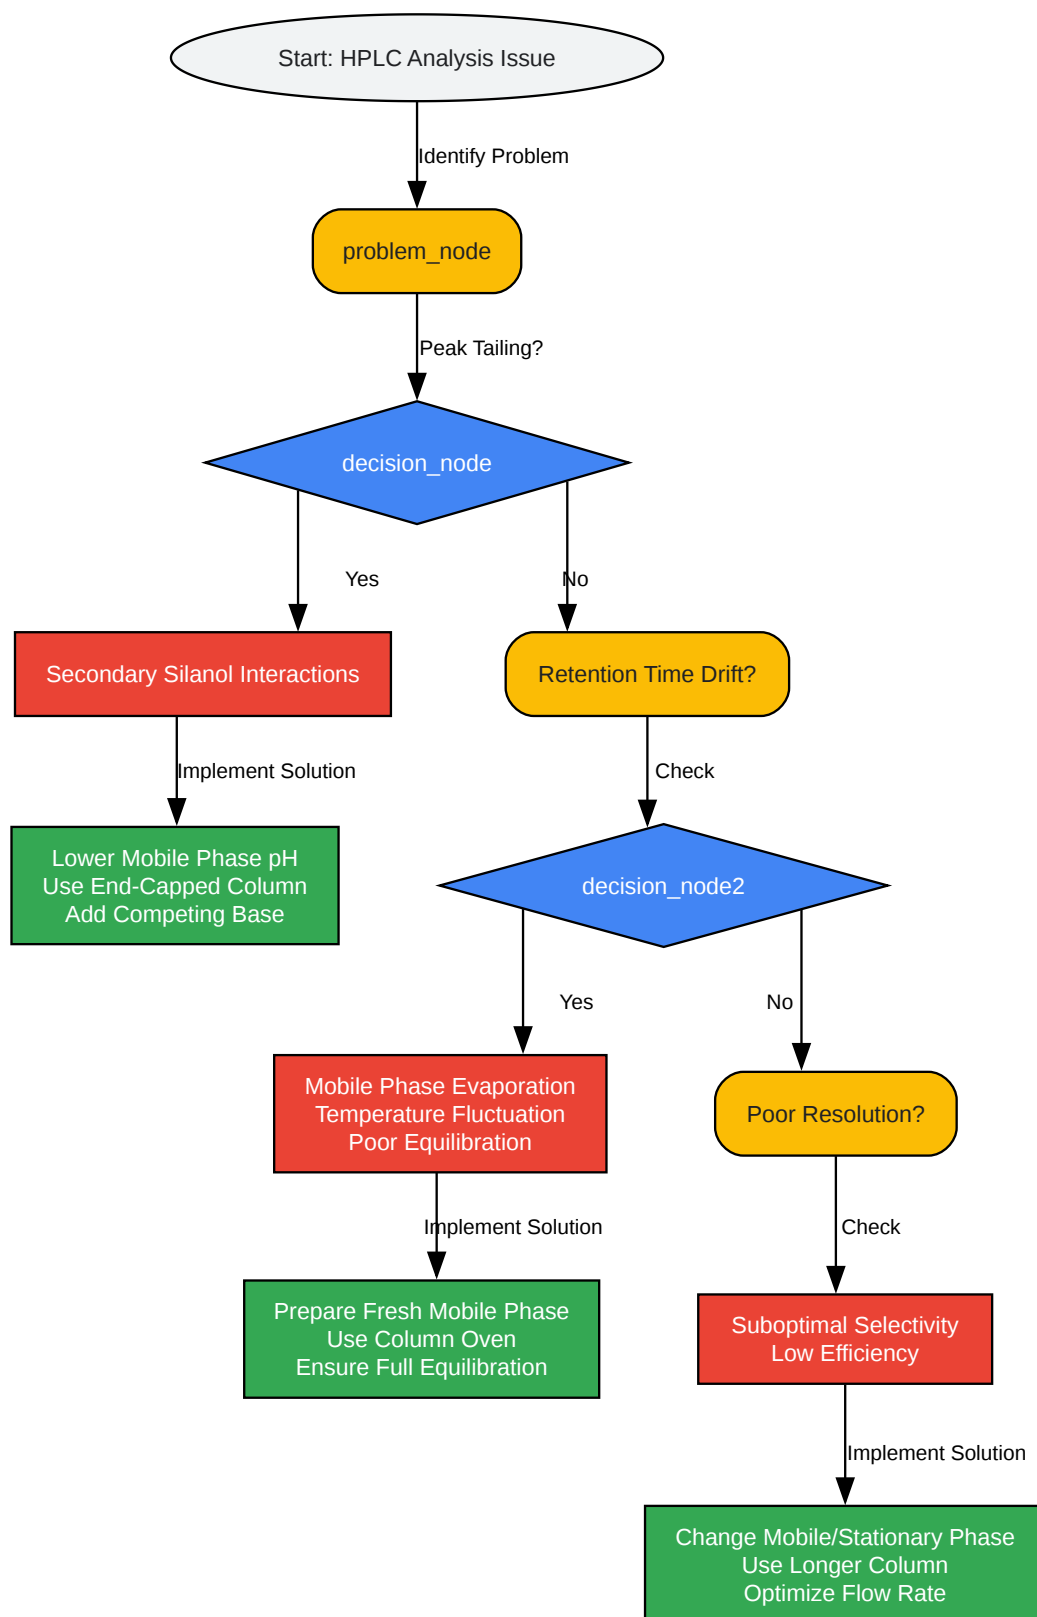 Start: HPLC Analysis Issue
Identify Problem
problem_node
Peak Tailing?
decision_node
Yes
No
Secondary Silanol Interactions
Retention Time Drift?
Implement Solution
Check
Lower Mobile Phase pH
Use End-Capped Column
Add Competing Base
decision_node2
Yes
No
Mobile Phase Evaporation
Temperature Fluctuation
Poor Equilibration
Poor Resolution?
Implement Solution
Check
Prepare Fresh Mobile Phase
Use Column Oven
Ensure Full Equilibration
Suboptimal Selectivity
Low Efficiency
Implement Solution
Change Mobile/Stationary Phase
Use Longer Column
Optimize Flow Rate